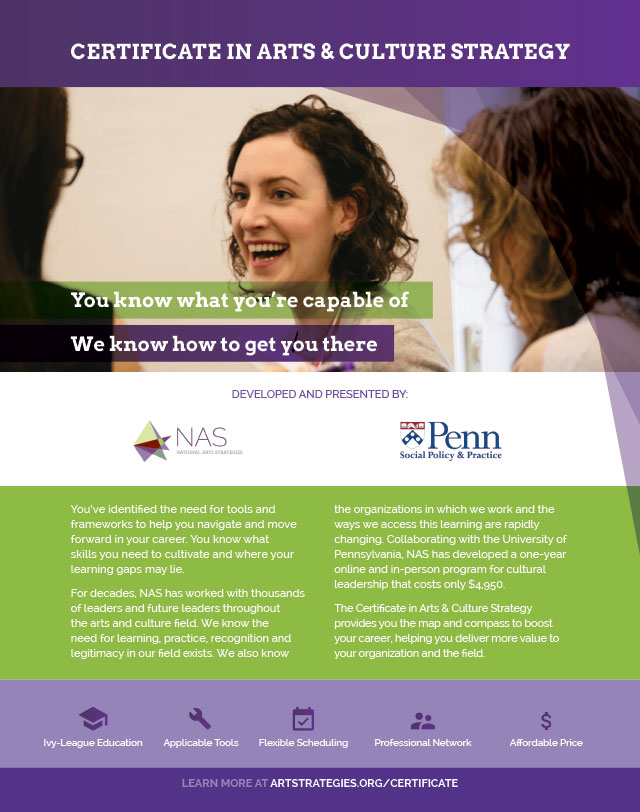 CERTIFICATE IN ARTS & CULTURE STRATEGY
You know what you're capable of
We know how to get you there
DEVELOPED AND PRESENTED BY:
NAS
NATIONAL ARTS STRATEGIES
Penn
Social Policy & Practice
You've identified the need for tools and
frameworks to help you navigate and move
forward in your career. You know what
skills you need to cultivate and where your
learning gaps may lie.
For decades, NAS has worked with thousands
of leaders and future leaders throughout
the arts and culture field. We know the
need for learning, practice, recognition and
legitimacy in our field exists. We also know
the organizations in which we work and the
ways we access this learning are rapidly
changing. Collaborating with the University of
Pennsylvania, NAS has developed a one-year
online and in-person program for cultural
leadership that costs only $4,950.
The Certificate in Arts & Culture Strategy
provides you the map and compass to boost
your career, helping you deliver more value to
your organization and the field.
Ivy-League Education
Applicable Tools
Flexible Scheduling
Professional Network
$
Affordable Price
LEARN MORE AT ARTSTRATEGIES.ORG/CERTIFICATE